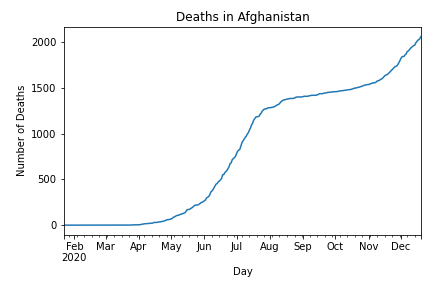 Deaths in Afghanistan
2000
1500
1000
500
0
Number of Deaths
Feb Mar Apr May Jun Jul Aug Sep Oct Nov Dec
2020
Day